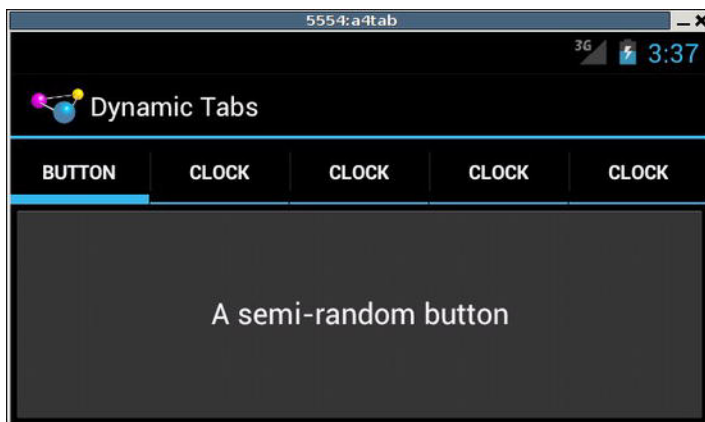 5554:a4tab
3G 3:37
Dynamic Tabs
BUTTON CLOCK CLOCK CLOCK CLOCK
A semi-random button